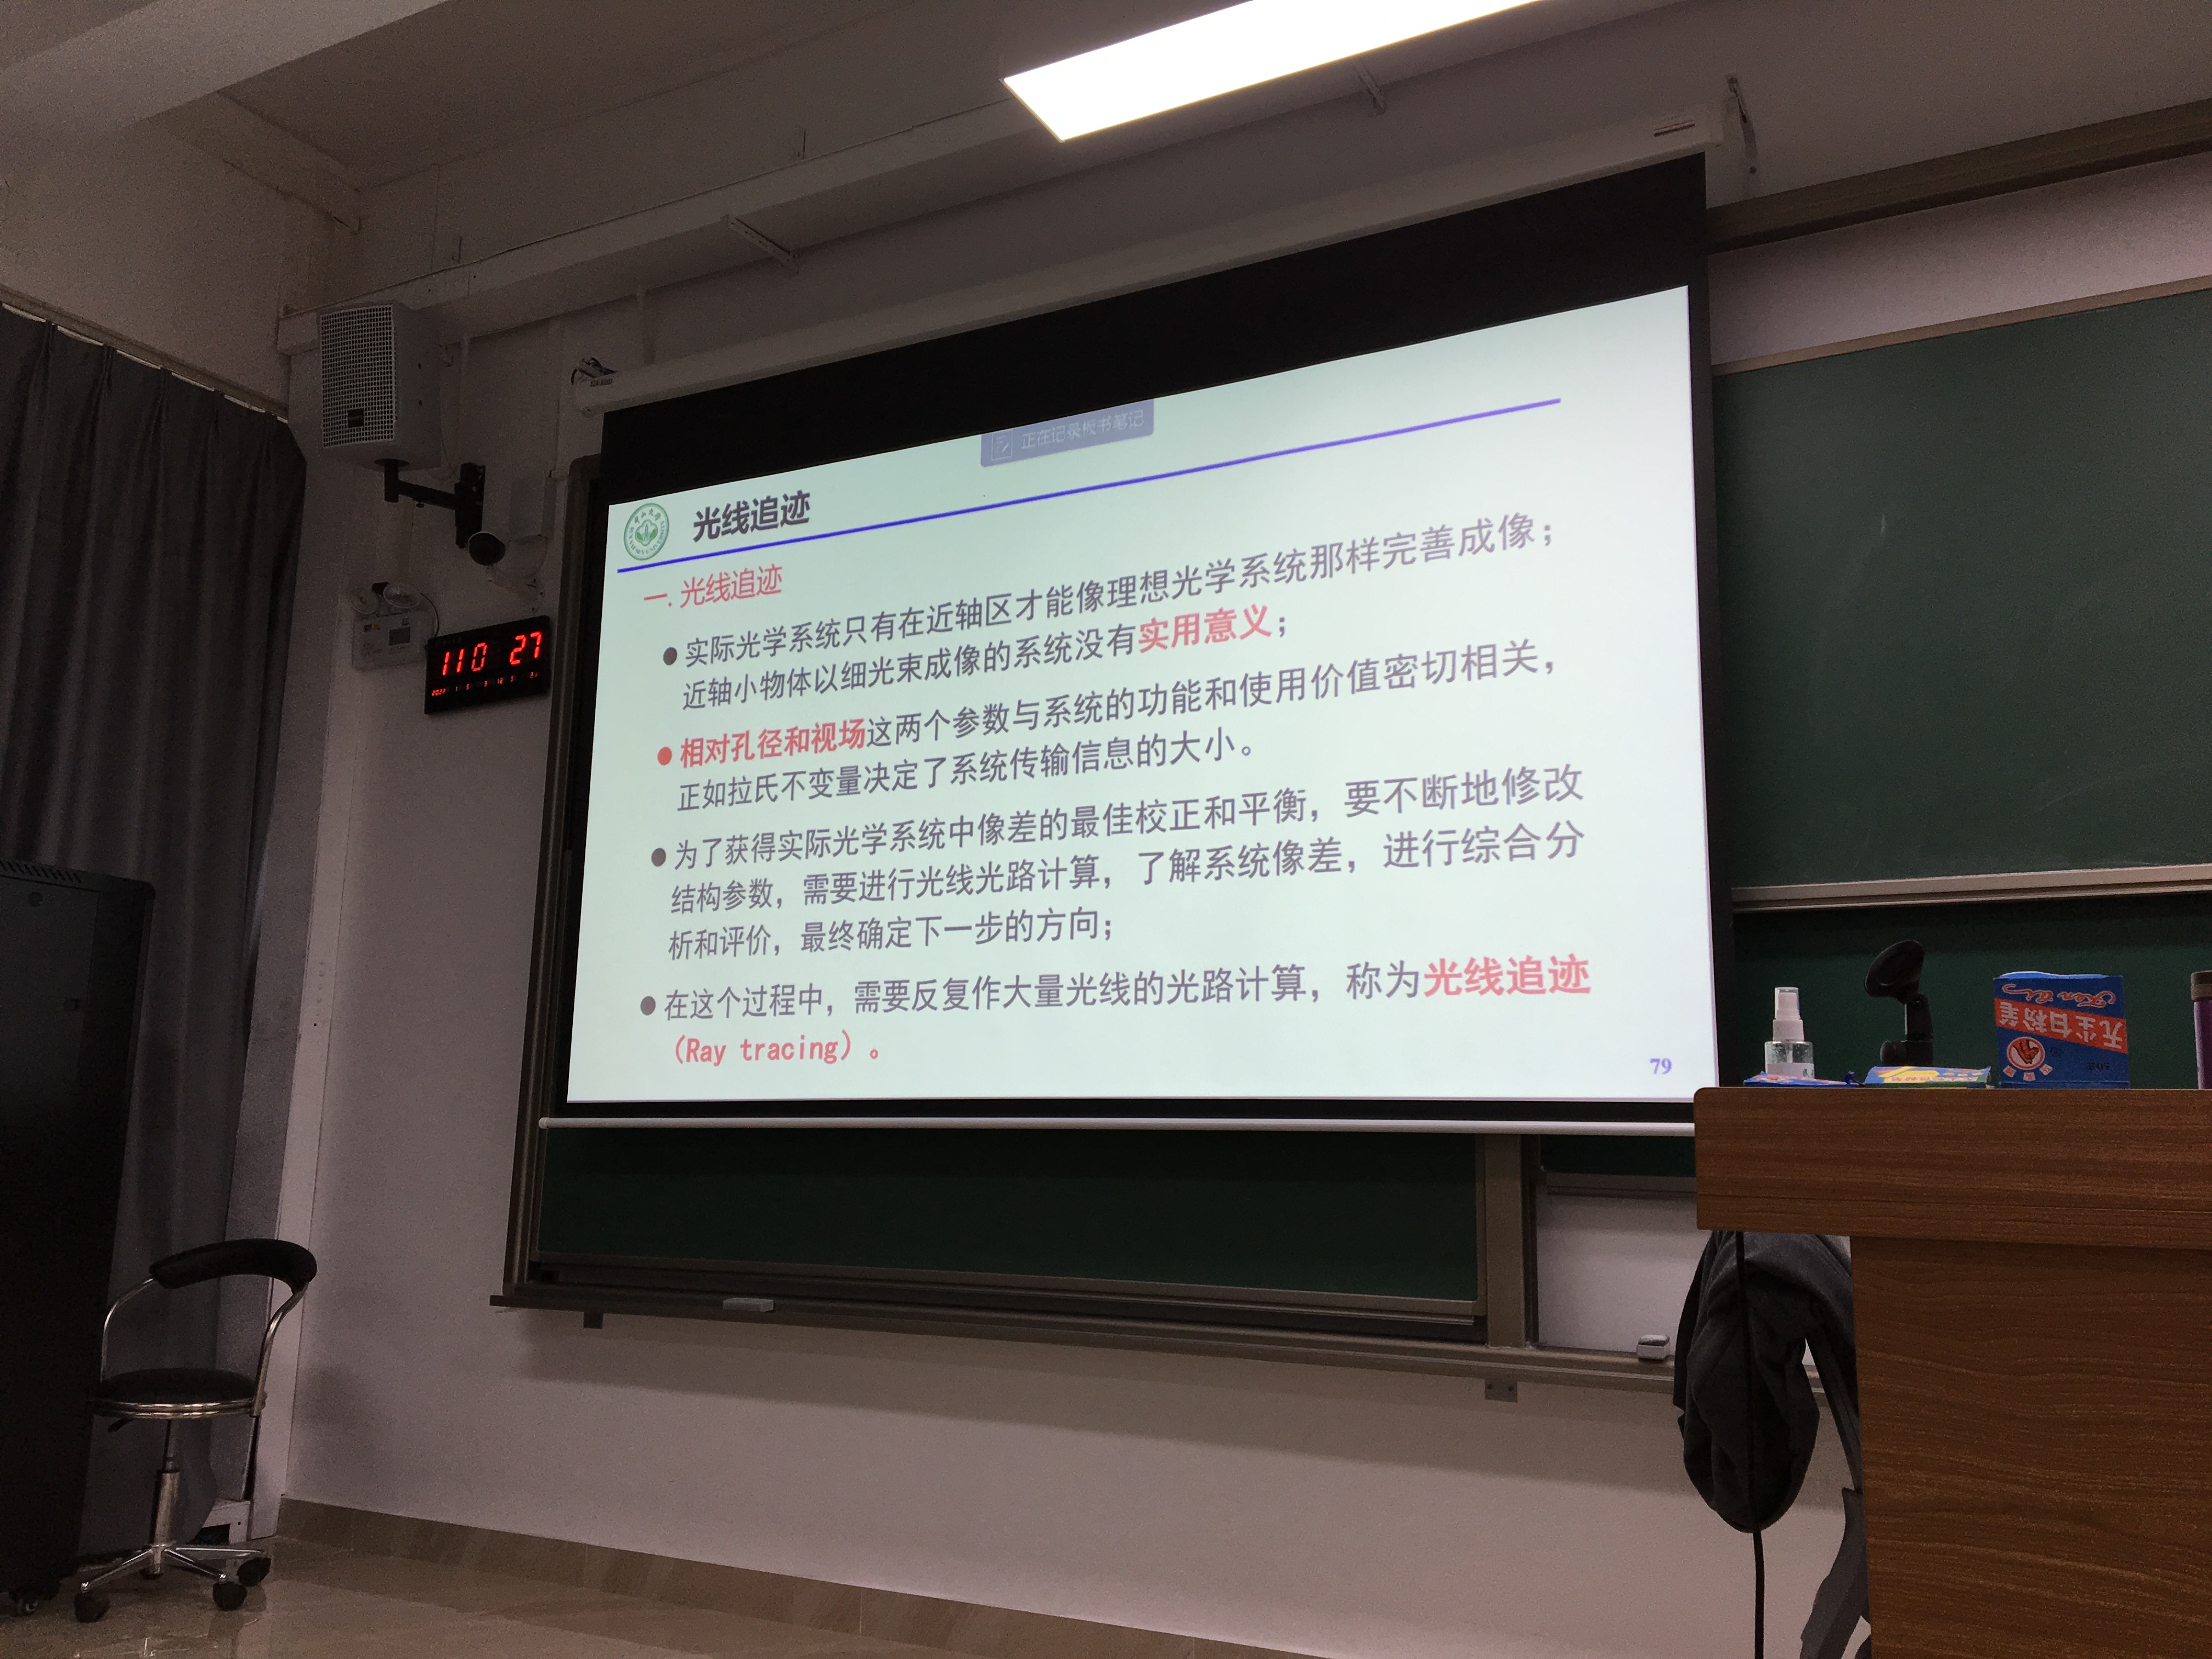 正在记录板书笔记
光线追迹
一. 光线追迹
● 实际光学系统只有在近轴区才能像理想光学系统那样完善成像；
近轴小物体以细光束成像的系统没有实用意义；
● 相对孔径和视场这两个参数与系统的功能和使用价值密切相关，
正如拉氏不变量决定了系统传输信息的大小。
● 为了获得实际光学系统中像差的最佳校正和平衡，要不断地修改
结构参数，需要进行光线光路计算，了解系统像差，进行综合分
析和评价，最终确定下一步的方向；
● 在这个过程中，需要反复作大量光线的光路计算，称为光线追迹
（Ray tracing）。
79
110 27
无尘白粉笔